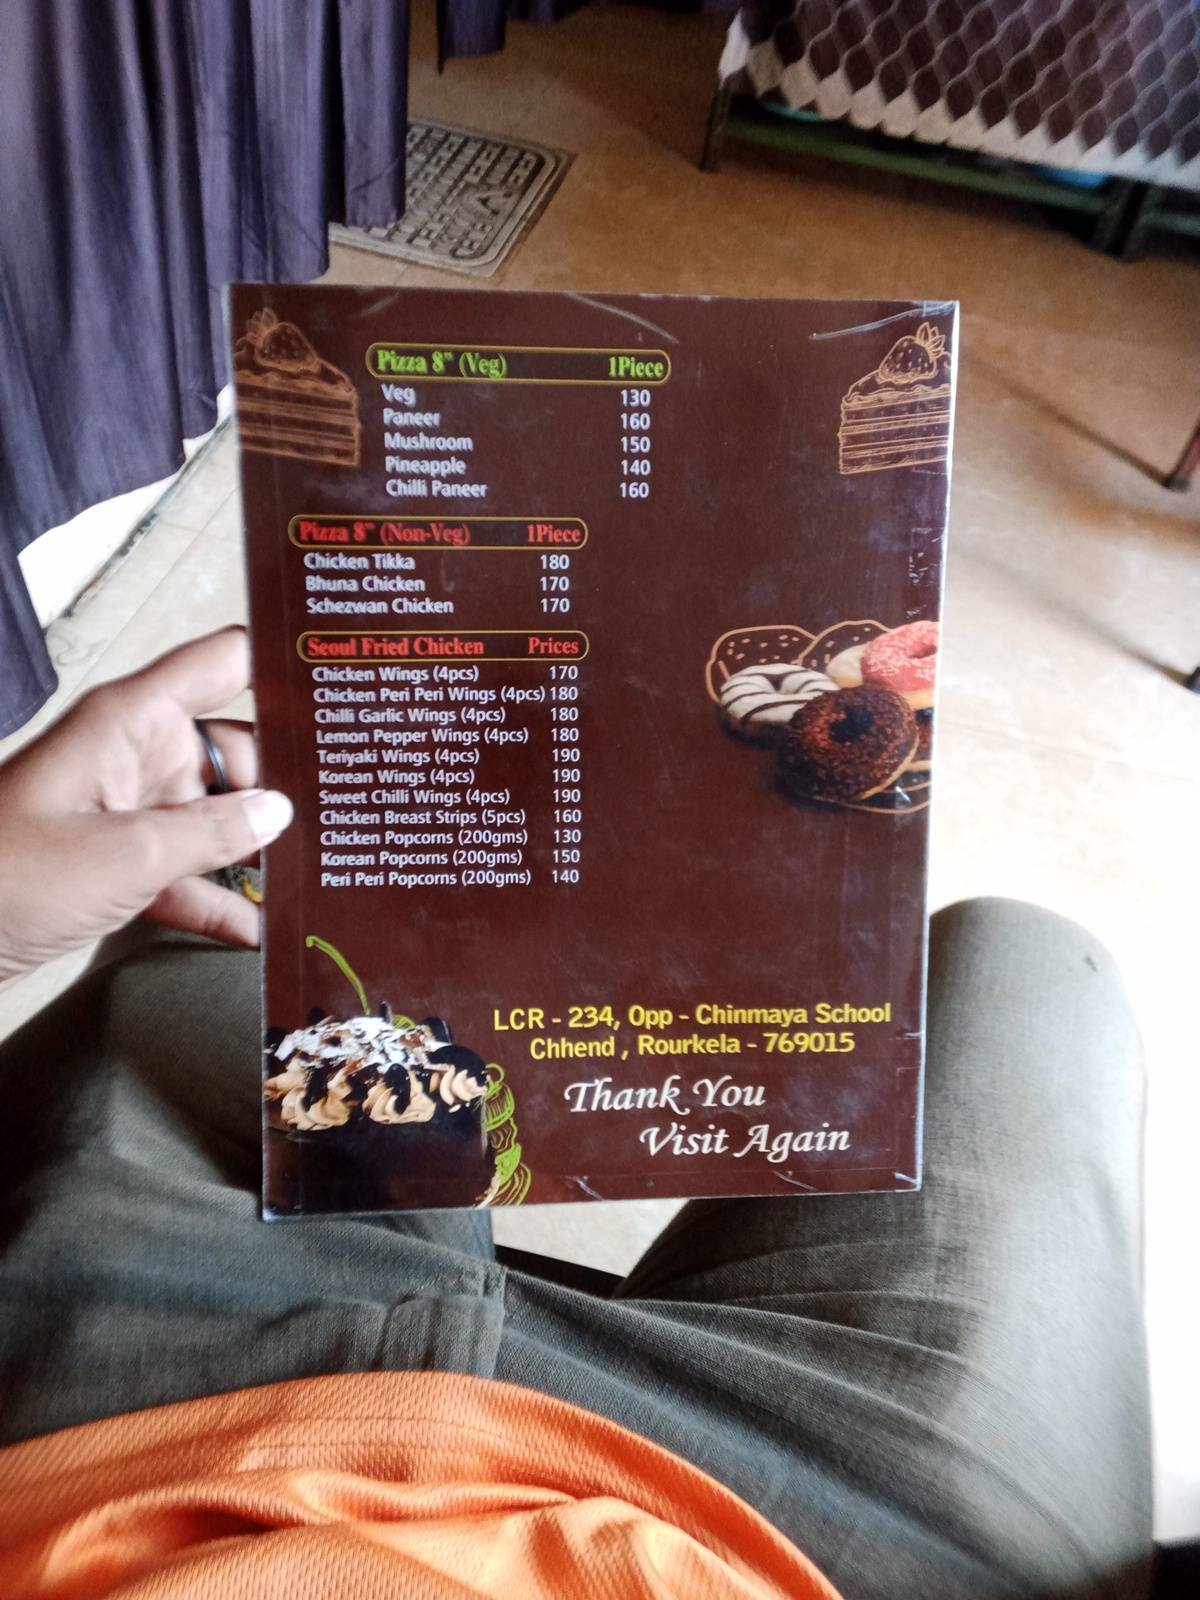 Pizza 8" (Veg) 1Piece
Veg 130
Paneer 160
Mushroom 150
Pineapple 140
Chilli Paneer 160
Pizza 8" (Non-Veg) 1Piece
Chicken Tikka 180
Bhuna Chicken 170
Schezwan Chicken 170
Seoul Fried Chicken Prices
Chicken Wings (4pcs) 170
Chicken Peri Peri Wings (4pcs) 180
Chilli Garlic Wings (4pcs) 180
Lemon Pepper Wings (4pcs) 180
Teriyaki Wings (4pcs) 190
Korean Wings (4pcs) 190
Sweet Chilli Wings (4pcs) 190
Chicken Breast Strips (5pcs) 160
Chicken Popcorns (200gms) 130
Korean Popcorns (200gms) 150
Peri Peri Popcorns (200gms) 140
LCR - 234, Opp - Chinmaya School
Chhend , Rourkela - 769015
Thank You
Visit Again